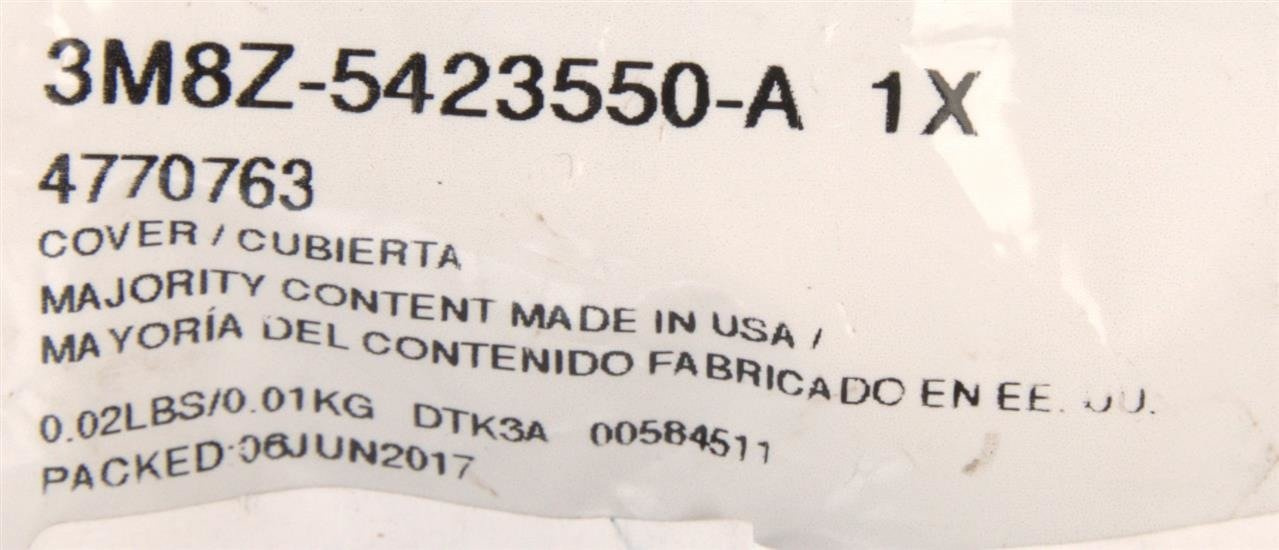 3M8Z-5423550-A 1X
4770763
COVER / CUBIERTA
MAJORITY CONTENT MADE IN USA /
MAYORÍA DEL CONTENIDO FABRICADO EN EE. UU.
0.02LBS/0.01KG DTK3A 00584511
PACKED:06JUN2017